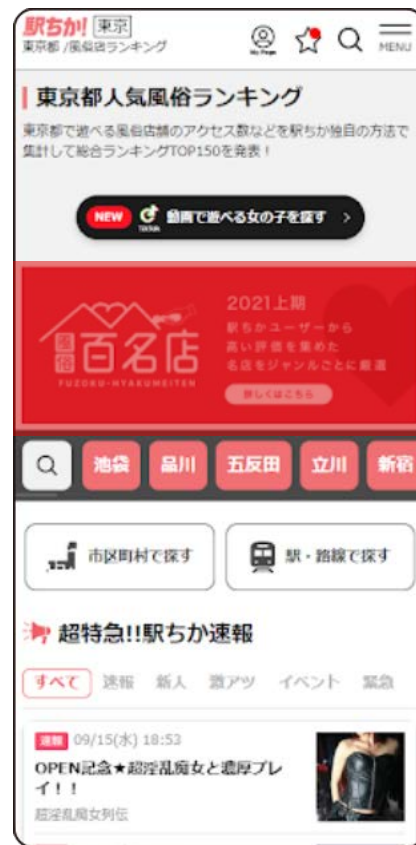 駅ちか! 東京
東京都 /風俗店ランキング
My Page
MENU
東京都人気風俗ランキング
東京都で遊べる風俗店舗のアクセス数などを駅ちか独自の方法で
集計して総合ランキングTOP150を発表!
NEW 動画で遊べる女の子を探す >
風俗百名店
FUZOKU-HYAKUMEITEN
2021上期
駅ちかユーザーから
高い評価を集めた
名店をジャンルごとに厳選
詳しくはこちら
池袋 品川 五反田 立川 新宿
市区町村で探す 駅・路線で探す
超特急!!駅ちか速報
すべて 速報 新人 激アツ イベント 緊急
速報 09/15(水) 18:53
OPEN記念★超淫乱痴女と濃厚プレ
イ!!
超淫乱痴女列伝